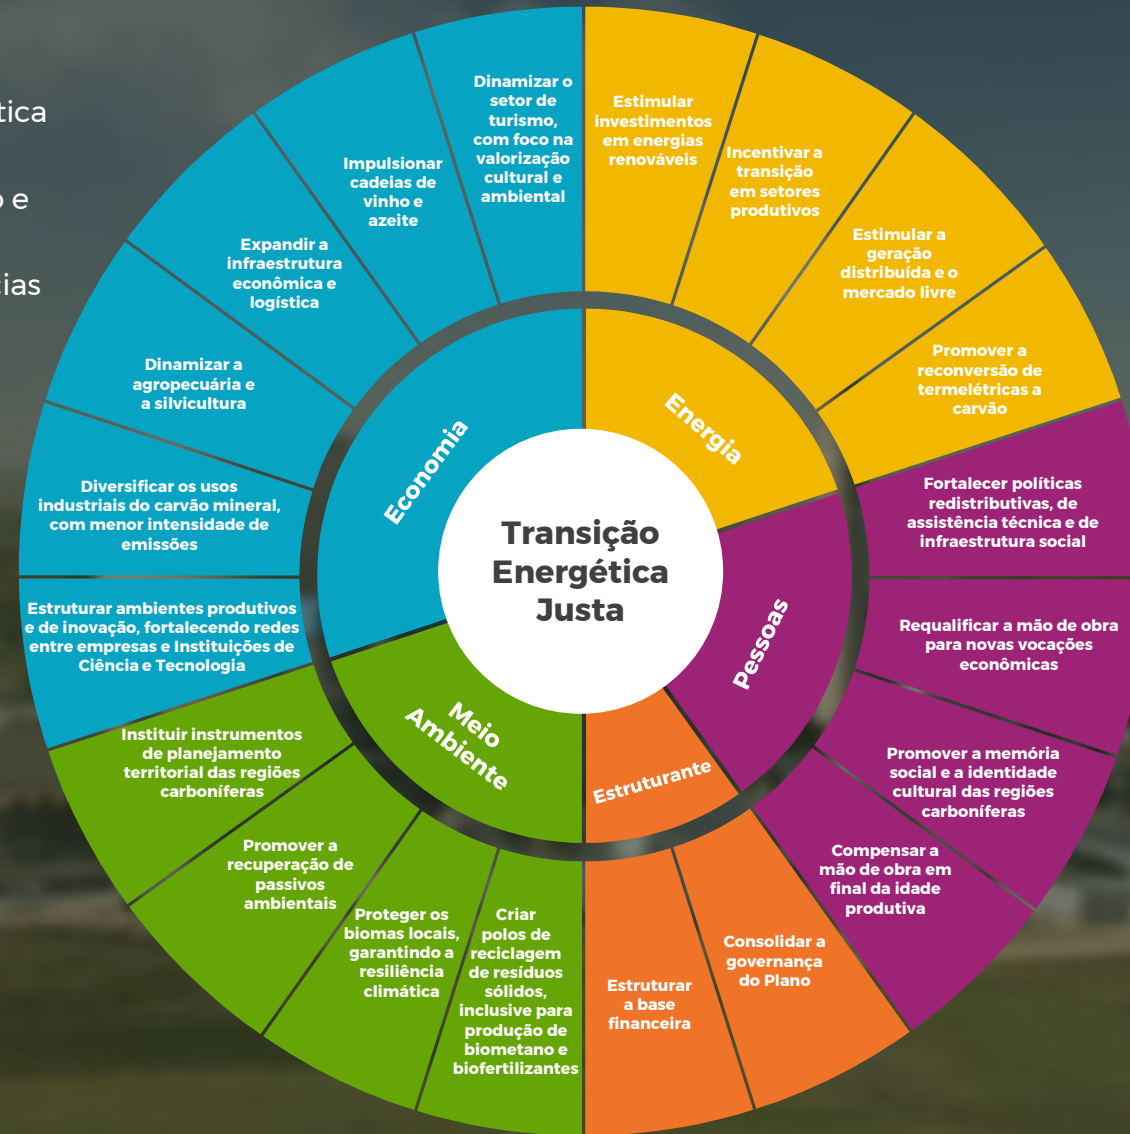 Transição
Energética
Justa
Energia
Estimular
investimentos
em energias
renováveis
Incentivar a
transição
em setores
produtivos
Estimular a
geração
distribuída e o
mercado livre
Promover a
reconversão de
termelétricas a
carvão
Pessoas
Fortalecer políticas
redistributivas, de
assistência técnica e de
infraestrutura social
Requalificar a mão de obra
para novas vocações
econômicas
Promover a memória
social e a identidade
cultural das regiões
carboníferas
Compensar a
mão de obra em
final da idade
produtiva
Estruturante
Consolidar a
governança
do Plano
Estruturar
a base
financeira
Meio
Ambiente
Criar
polos de
reciclagem
de resíduos
sólidos,
inclusive para
produção de
biometano e
biofertilizantes
Proteger os
biomas locais,
garantindo a
resiliência
climática
Promover a
recuperação de
passivos
ambientais
Instituir instrumentos
de planejamento
territorial das regiões
carboníferas
Economia
Estruturar ambientes produtivos
e de inovação, fortalecendo redes
entre empresas e Instituições de
Ciência e Tecnologia
Diversificar os usos
industriais do carvão mineral,
com menor intensidade de
emissões
Dinamizar a
agropecuária e
a silvicultura
Expandir a
infraestrutura
econômica e
logística
Impulsionar
cadeias de
vinho e
azeite
Dinamizar o
setor de
turismo,
com foco na
valorização
cultural e
ambiental